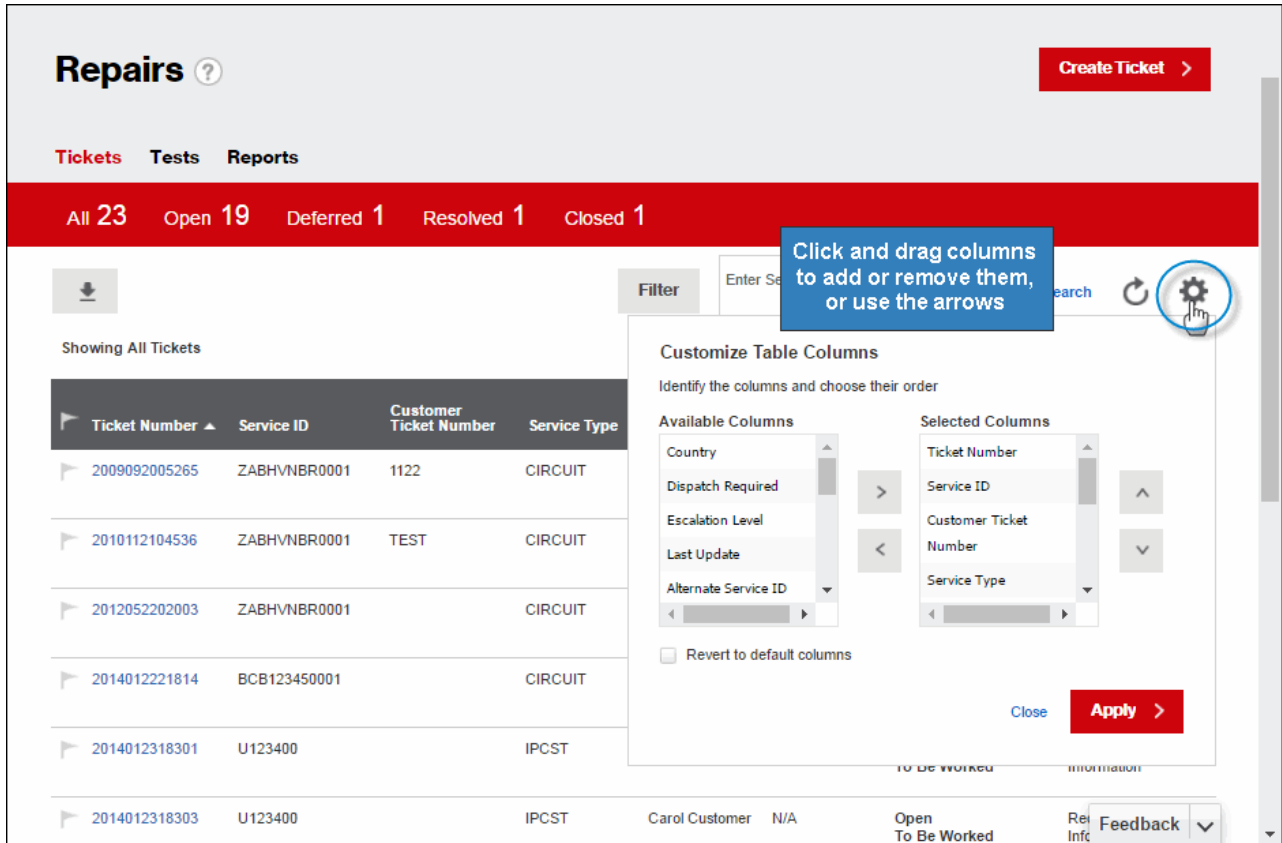 Repairs ?
Create Ticket >
Tickets Tests Reports
All 23 Open 19 Deferred 1 Resolved 1 Closed 1
Click and drag columns
to add or remove them,
or use the arrows
Filter
Enter
Showing All Tickets
Customize Table Columns
Identify the columns and choose their order
Ticket Number Service ID Customer
Ticket Number Service Type
Available Columns
Country
Dispatch Required
Escalation Level
Last Update
Alternate Service ID
Selected Columns
Ticket Number
Service ID
Customer Ticket
Number
Service Type
Revert to default columns
Close
Apply >
2009092005265 ZABHVNBR0001 1122 CIRCUIT
2010112104536 ZABHVNBR0001 TEST CIRCUIT
2012052202003 ZABHVNBR0001 CIRCUIT
2014012221814 BCB123450001 CIRCUIT
2014012318301 U123400 IPCST
To Be Worked Information
2014012318303 U123400 IPCST Carol Customer N/A Open
To Be Worked
Feedback